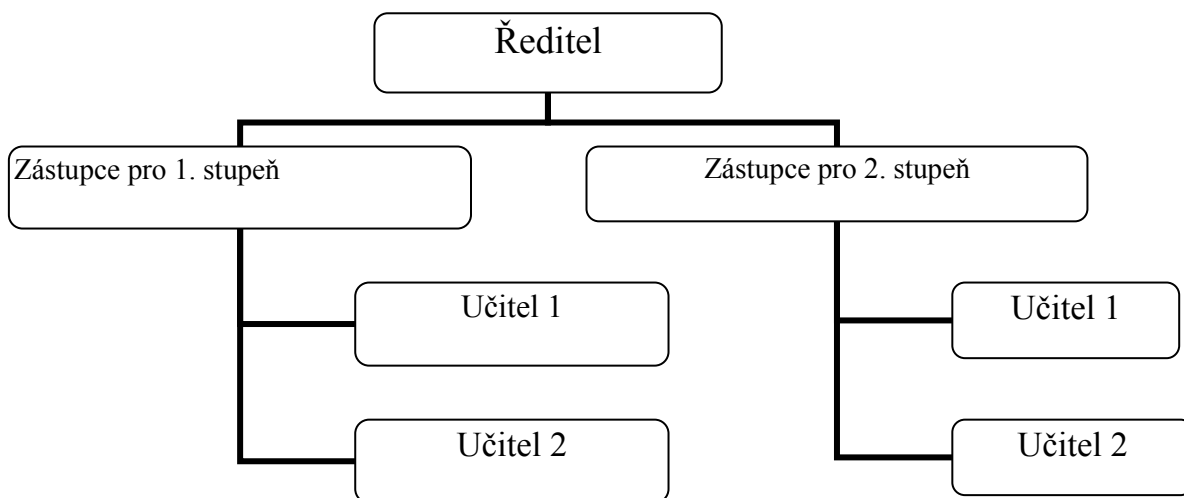 Ředitel
Zástupce pro 1. stupeň
Zástupce pro 2. stupeň
Učitel 1
Učitel 1
Učitel 2
Učitel 2